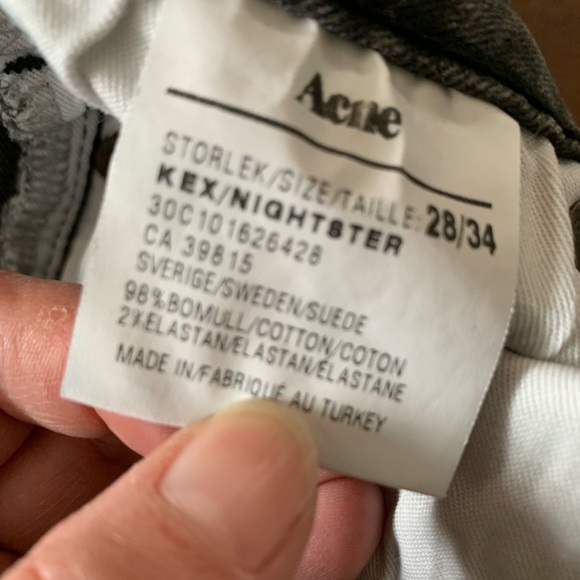 Acne
STORLEK/SIZE/TAILLE: 28/34
KEX/NIGHTSTER
30C101626428
CA 39815
SVERIGE/SWEDEN/SUEDE
98%BOMULL/COTTON/COTON
2%ELASTAN/ELASTAN/ÉLASTANE
MADE IN/FABRIQUÉ AU TURKEY